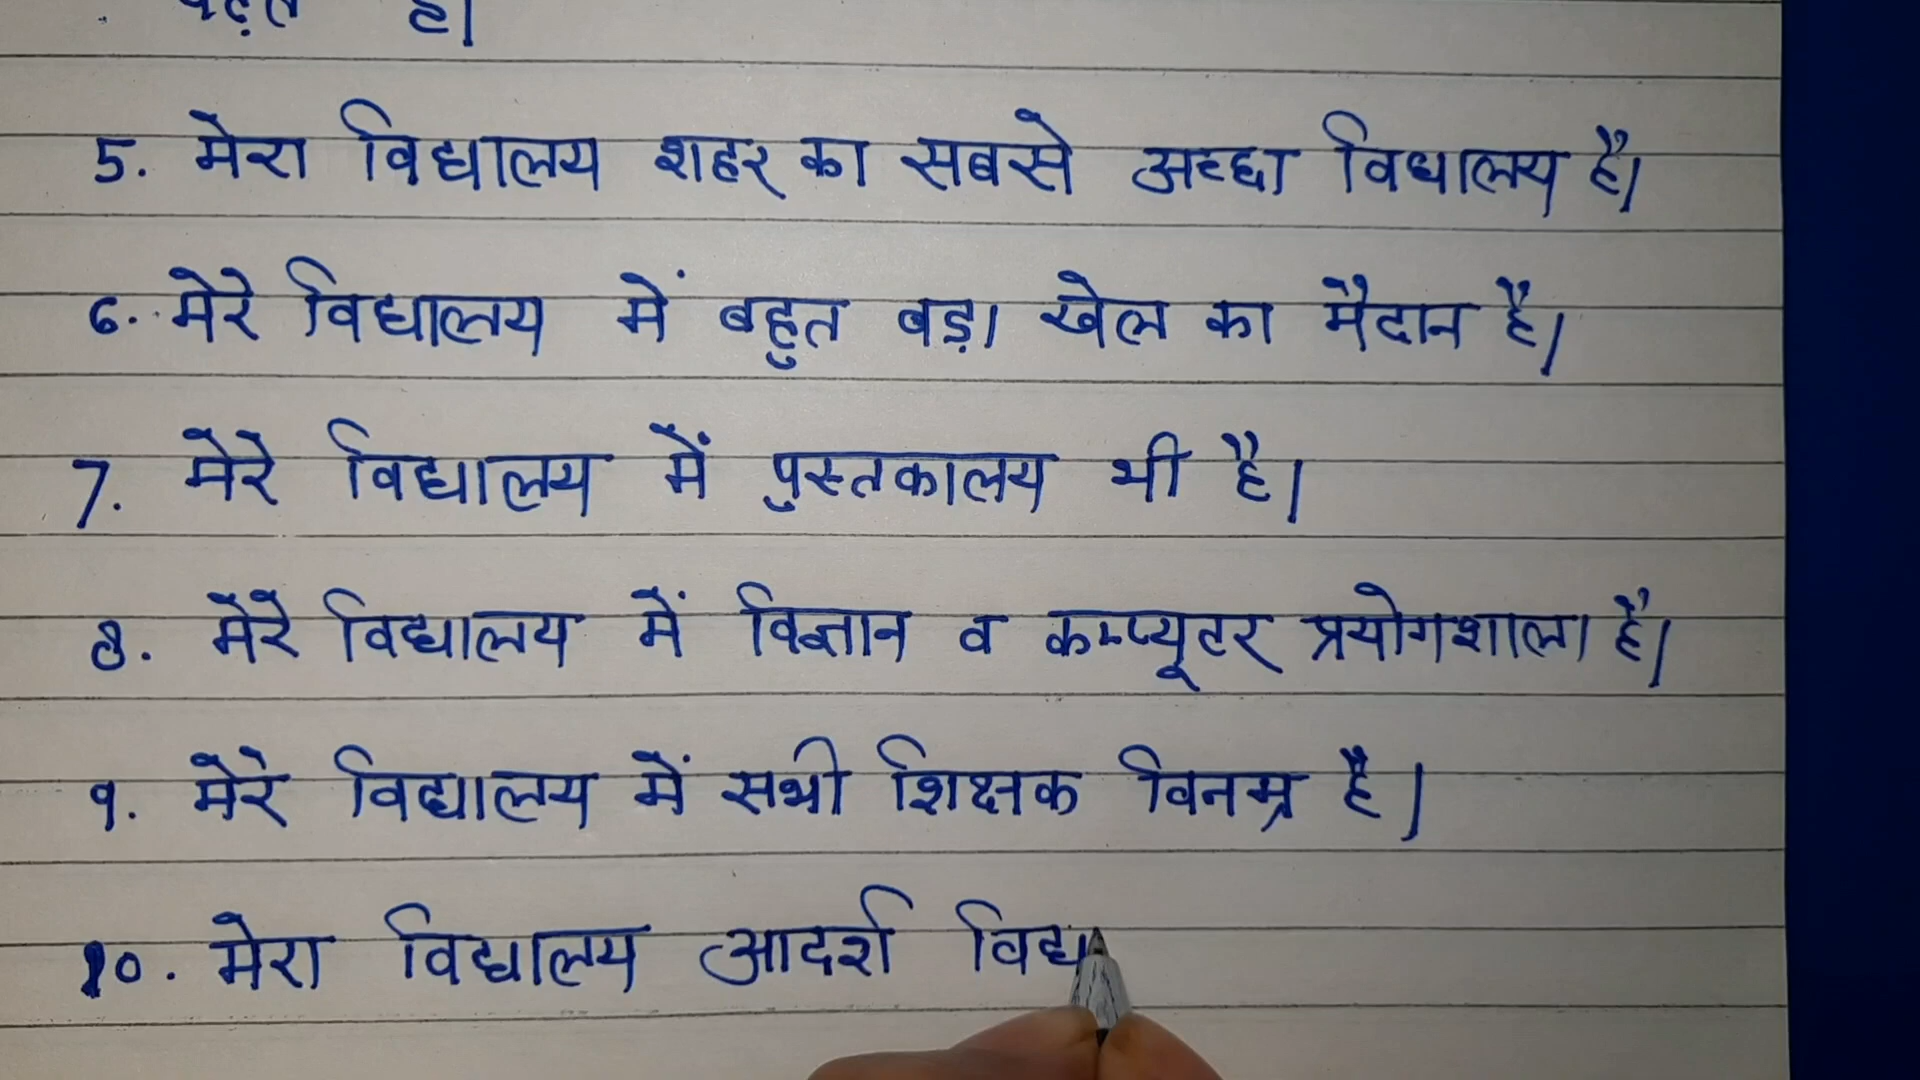 है।
5. मेरा विद्यालय शहर का सबसे अच्छा विद्यालय है।
6. मेरे विद्यालय में बहुत बड़ा खेल का मैदान है।
7. मेरे विद्यालय में पुस्तकालय भी है।
8. मेरे विद्यालय में विज्ञान व कम्प्यूटर प्रयोगशाला है।
9. मेरे विद्यालय में सभी शिक्षक विनम्र है।
10. मेरा विद्यालय आदर्श विद्य